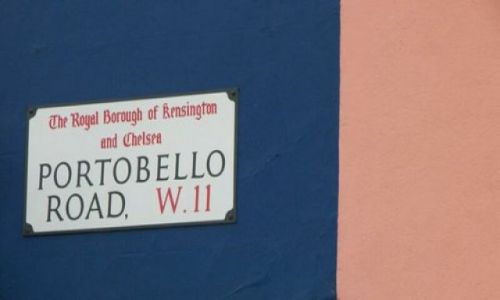 The Royal Borough of Kensington
and Chelsea
PORTOBELLO
ROAD, W.11